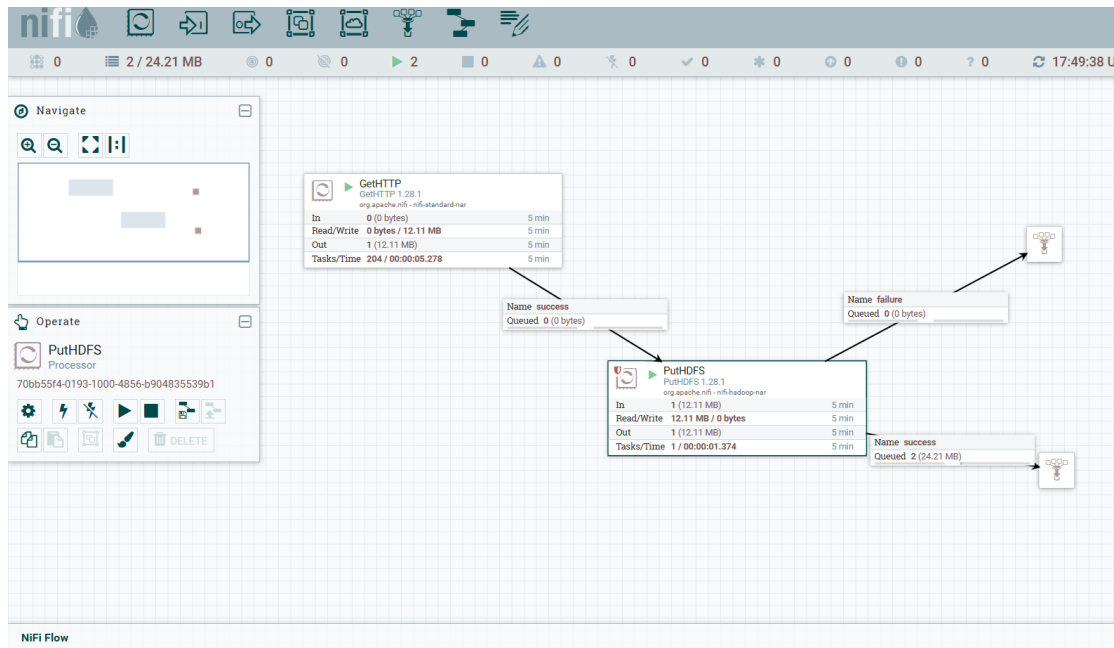 nifi
0 2 / 24.21 MB 0 0 2 0 0 0 0 0 0 0 0 17:49:38 U
Navigate
Operate
PutHDFS
Processor
70bb55f4-0193-1000-4856-b904835539b1
DELETE
GetHTTP
GetHTTP 1.28.1
org.apache.nifi - nifi-standard-nar
In 0 (0 bytes) 5 min
Read/Write 0 bytes / 12.11 MB 5 min
Out 1 (12.11 MB) 5 min
Tasks/Time 204 / 00:00:05.278 5 min
Name success
Queued 0 (0 bytes)
Name failure
Queued 0 (0 bytes)
PutHDFS
PutHDFS 1.28.1
org.apache.nifi - nifi-hadoop-nar
In 1 (12.11 MB) 5 min
Read/Write 12.11 MB / 0 bytes 5 min
Out 1 (12.11 MB) 5 min
Tasks/Time 1 / 00:00:01.374 5 min
Name success
Queued 2 (24.21 MB)
NiFi Flow